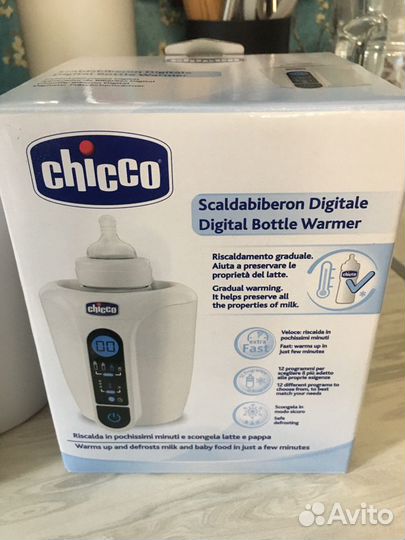 chicco
Scaldabiberon Digitale
Digital Bottle Warmer
Riscaldamento graduale.
Aiuta a preservare le
proprietà del latte.
Gradual warming.
It helps preserve all
the properties of milk.
chicco
chicco
00
extra
Fast
Veloce: riscalda in
pochissimi minuti
Fast: warms up in
just few minutes
12 programmi per
scegliere il più adatto
alle proprie esigenze
12 different programs to
choose from, to best
match your needs
Scongela in
modo sicuro
Safe
defrosting
Riscalda in pochissimi minuti e scongela latte e pappa
Warms up and defrosts milk and baby food in just a few minutes
Avito